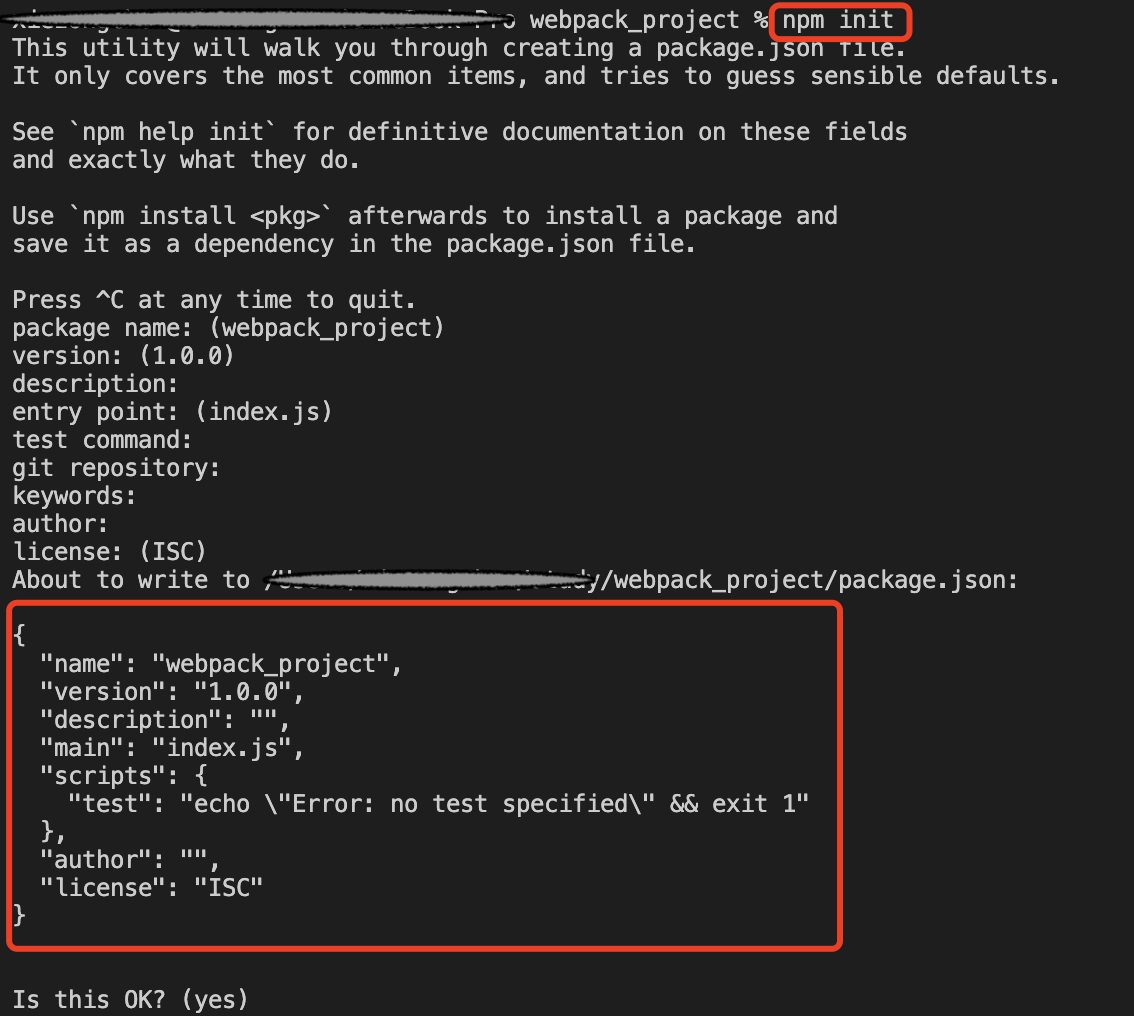 webpack_project % npm init
This utility will walk you through creating a package.json file.
It only covers the most common items, and tries to guess sensible defaults.
See `npm help init` for definitive documentation on these fields
and exactly what they do.
Use `npm install <pkg>` afterwards to install a package and
save it as a dependency in the package.json file.
Press ^C at any time to quit.
package name: (webpack_project)
version: (1.0.0)
description:
entry point: (index.js)
test command:
git repository:
keywords:
author:
license: (ISC)
About to write to /webpack_project/package.json:
{
  "name": "webpack_project",
  "version": "1.0.0",
  "description": "",
  "main": "index.js",
  "scripts": {
    "test": "echo \"Error: no test specified\" && exit 1"
  },
  "author": "",
  "license": "ISC"
}
Is this OK? (yes)